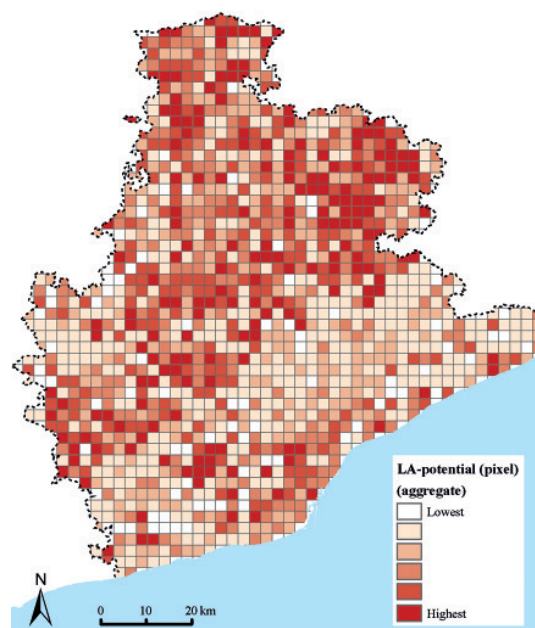 LA-potential (pixel)
(aggregate)
Lowest
Highest
N
0 10 20 km